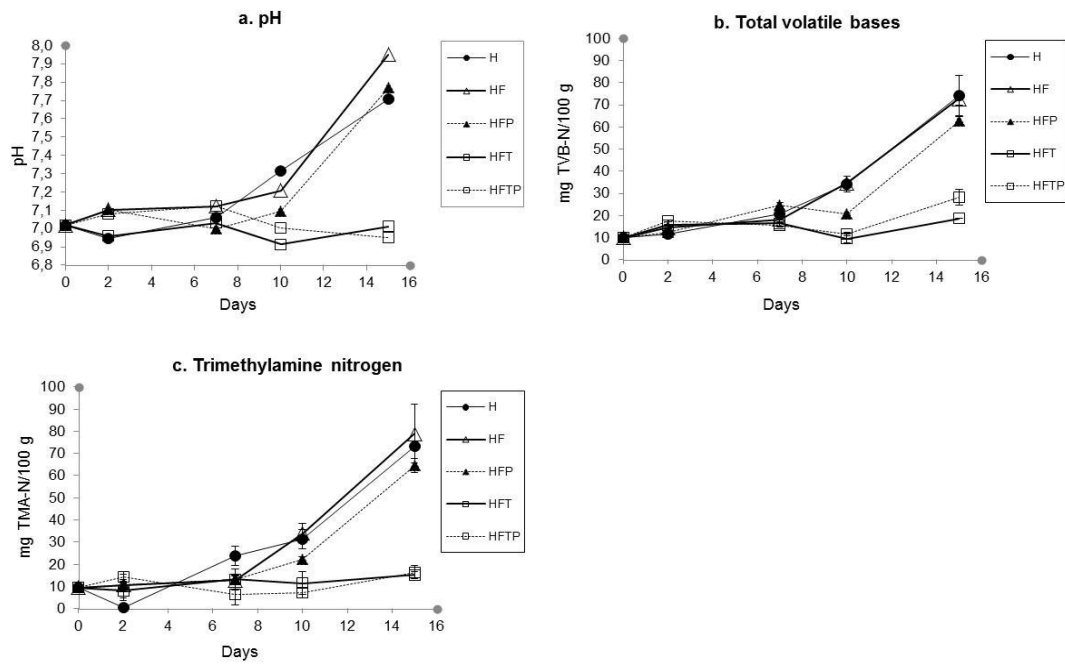 a. pH
8,0
7,9
7,8
7,7
7,6
7,5
7,4
7,3
7,2
7,1
7,0
6,9
6,8
pH
0 2 4 6 8 10 12 14 16
Days
H
HF
HFP
HFT
HFTP
b. Total volatile bases
100
90
80
70
60
50
40
30
20
10
0
mg TVB-N/100 g
0 2 4 6 8 10 12 14 16
Days
H
HF
HFP
HFT
HFTP
c. Trimethylamine nitrogen
100
90
80
70
60
50
40
30
20
10
0
mg TMA-N/100 g
0 2 4 6 8 10 12 14 16
Days
H
HF
HFP
HFT
HFTP